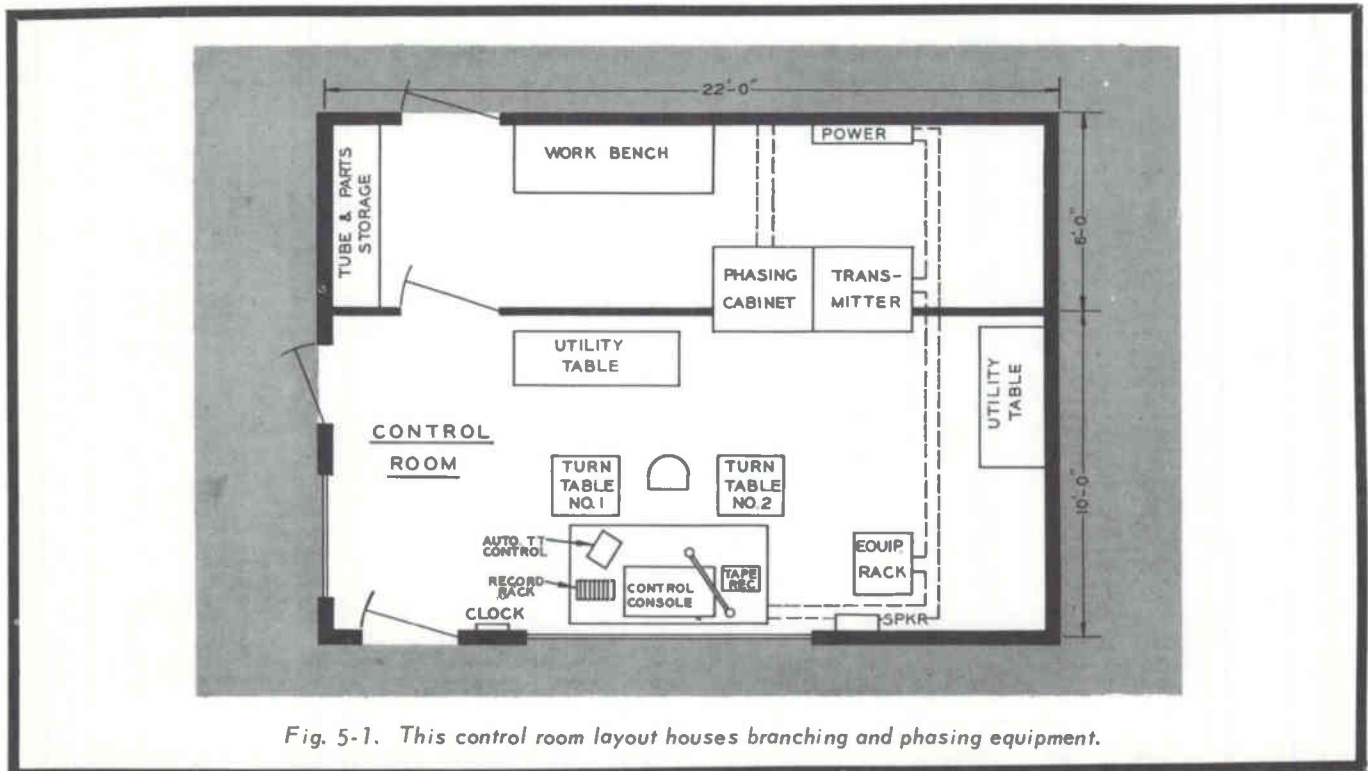 22'-0"
POWER
WORK BENCH
TUBE & PARTS
STORAGE
6'-0"
PHASING
CABINET
TRANS-
MITTER
UTILITY
TABLE
UTILITY
TABLE
CONTROL
ROOM
TURN
TABLE
NO.1
TURN
TABLE
NO.2
10'-0"
AUTO. TT
CONTROL
RECORD
RACK
CONTROL
CONSOLE
TAPE
REC.
EQUIP.
RACK
CLOCK
SPKR
Fig. 5-1. This control room layout houses branching and phasing equipment.